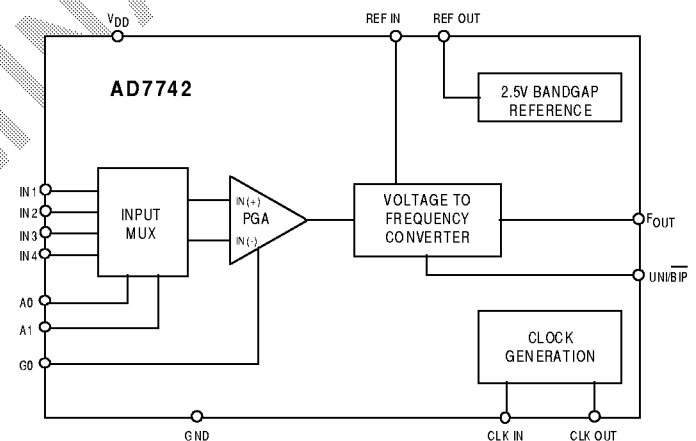 VDD
REF IN
REF OUT
AD7742
2.5V BANDGAP
REFERENCE
IN1
IN2
IN3
IN4
INPUT
MUX
IN(+)
PGA
IN(-)
VOLTAGE TO
FREQUENCY
CONVERTER
FOUT
UNI/BIP
A0
A1
G0
CLOCK
GENERATION
GND
CLK IN
CLK OUT